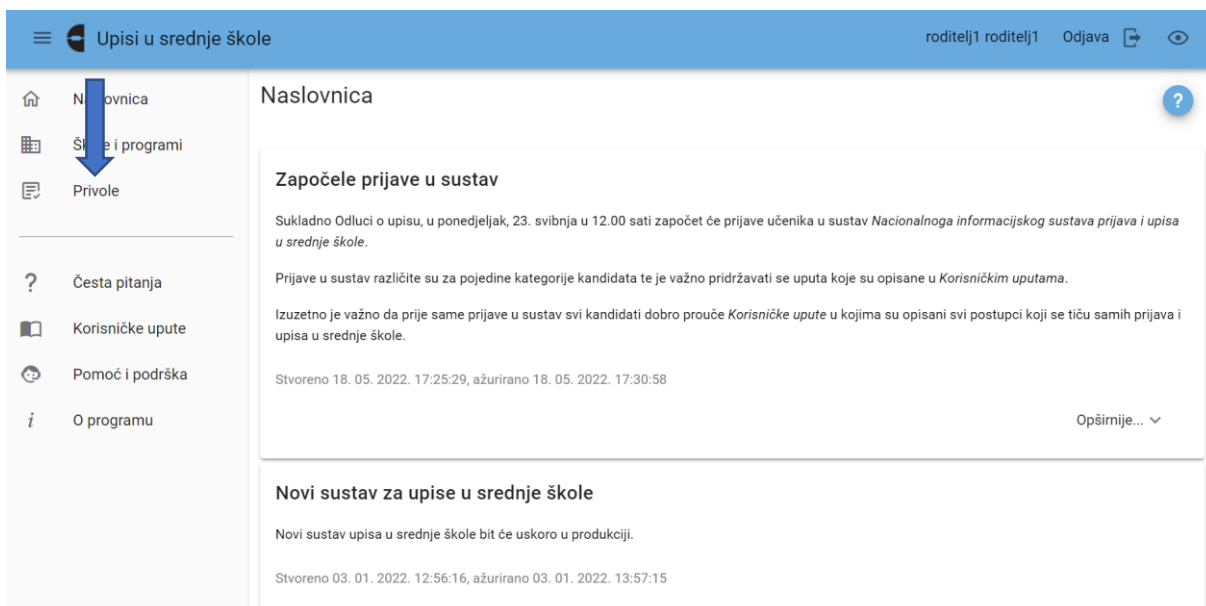 Upisi u srednje škole
roditelj1 roditelj1 Odjava
Naslovnica
Škole i programi
Privole
Česta pitanja
Korisničke upute
Pomoć i podrška
O programu
Naslovnica
?
Započele prijave u sustav
Sukladno Odluci o upisu, u ponedjeljak, 23. svibnja u 12.00 sati započet će prijave učenika u sustav Nacionalnoga informacijskog sustava prijava i upisa
u srednje škole.
Prijave u sustav različite su za pojedine kategorije kandidata te je važno pridržavati se uputa koje su opisane u Korisničkim uputama.
Izuzetno je važno da prije same prijave u sustav svi kandidati dobro prouče Korisničke upute u kojima su opisani svi postupci koji se tiču samih prijava i
upisa u srednje škole.
Stvoreno 18. 05. 2022. 17:25:29, ažurirano 18. 05. 2022. 17:30:58
Opširnije...
Novi sustav za upise u srednje škole
Novi sustav upisa u srednje škole bit će uskoro u produkciji.
Stvoreno 03. 01. 2022. 12:56:16, ažurirano 03. 01. 2022. 13:57:15